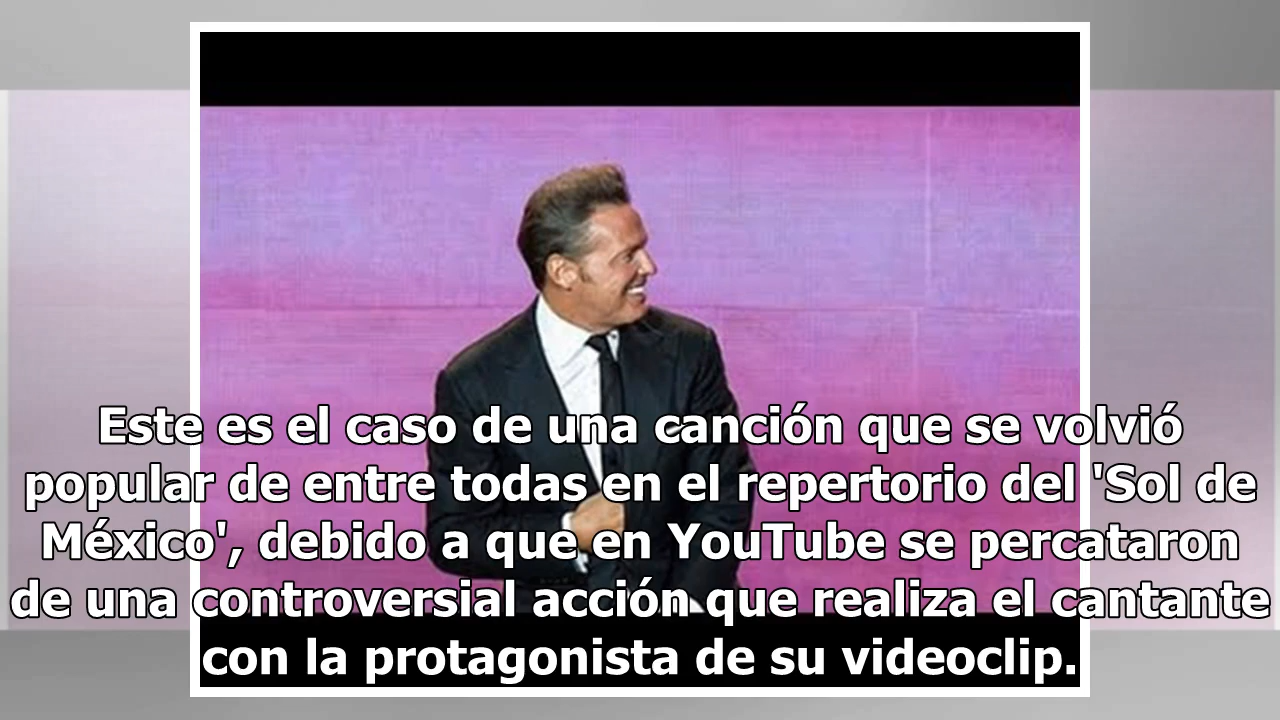 Este es el caso de una canción que se volvió
popular de entre todas en el repertorio del 'Sol de
México', debido a que en YouTube se percataron
de una controversial acción que realiza el cantante
con la protagonista de su videoclip.